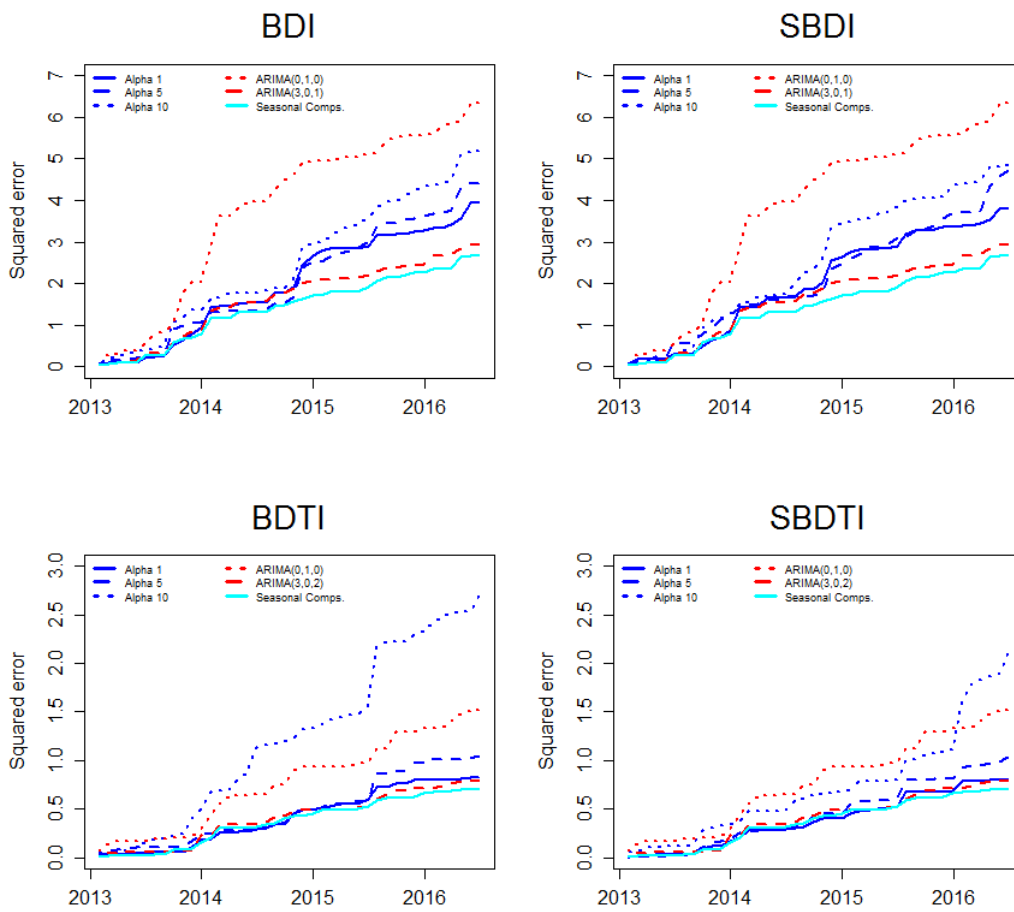 BDI
Squared error
7
6
5
4
3
2
1
0
Alpha 1
Alpha 5
Alpha 10
ARIMA(0,1,0)
ARIMA(3,0,1)
Seasonal Comps.
2013 2014 2015 2016
SBDI
Squared error
7
6
5
4
3
2
1
0
Alpha 1
Alpha 5
Alpha 10
ARIMA(0,1,0)
ARIMA(3,0,1)
Seasonal Comps.
2013 2014 2015 2016
BDTI
Squared error
3.0
2.5
2.0
1.5
1.0
0.5
0.0
Alpha 1
Alpha 5
Alpha 10
ARIMA(0,1,0)
ARIMA(3,0,2)
Seasonal Comps.
2013 2014 2015 2016
SBDTI
Squared error
3.0
2.5
2.0
1.5
1.0
0.5
0.0
Alpha 1
Alpha 5
Alpha 10
ARIMA(0,1,0)
ARIMA(3,0,2)
Seasonal Comps.
2013 2014 2015 2016